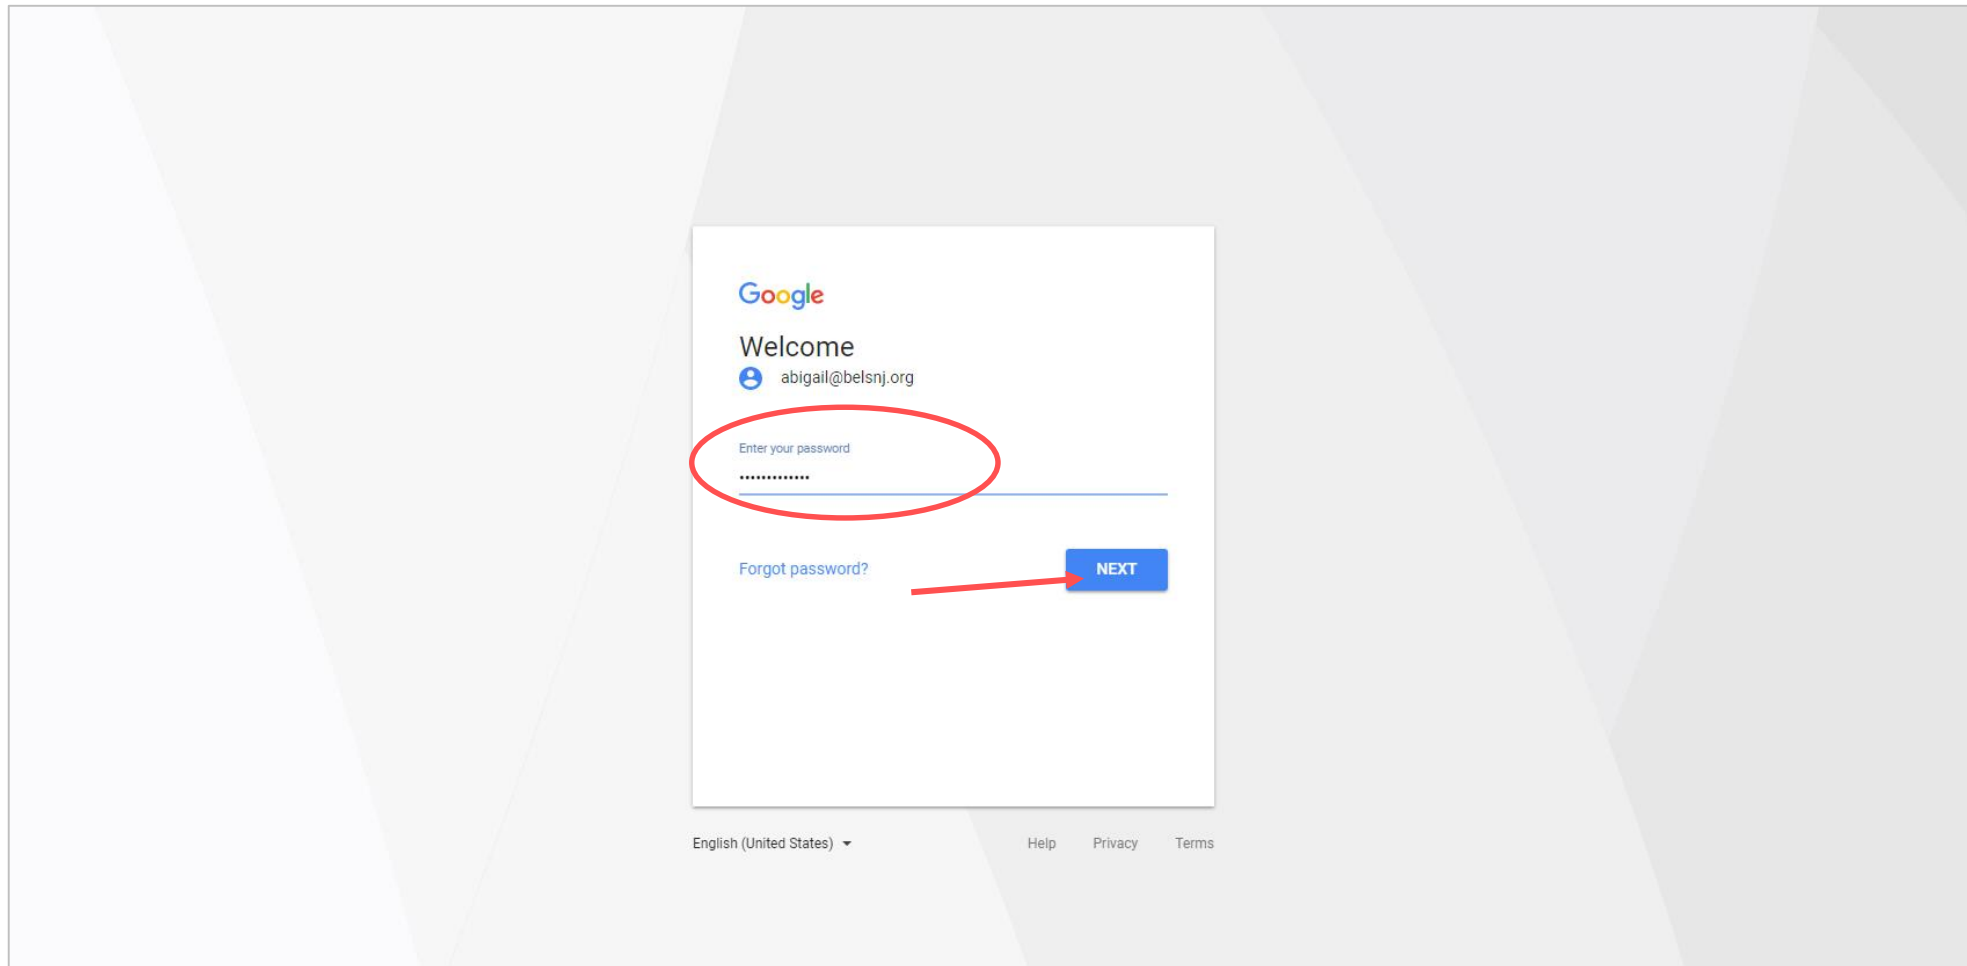 Google
Welcome
abigail@belsnj.org
Enter your password
•••••••••••••
Forgot password?
NEXT
English (United States)
Help Privacy Terms